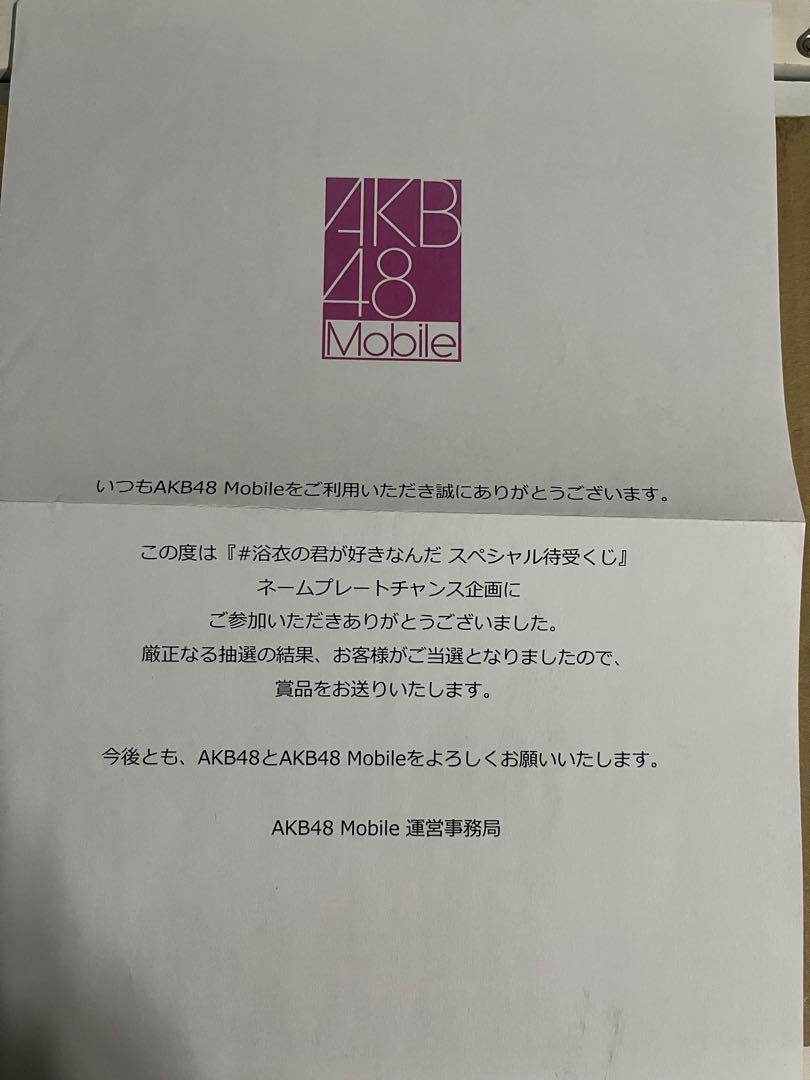 AKB
48
Mobile
いつもAKB48 Mobileをご利用いただき誠にありがとうございます。
この度は『#浴衣の君が好きなんだ スペシャル待受くじ』
ネームプレートチャンス企画に
ご参加いただきありがとうございました。
厳正なる抽選の結果、お客様がご当選となりましたので、
賞品をお送りいたします。
今後とも、AKB48とAKB48 Mobileをよろしくお願いいたします。
AKB48 Mobile 運営事務局